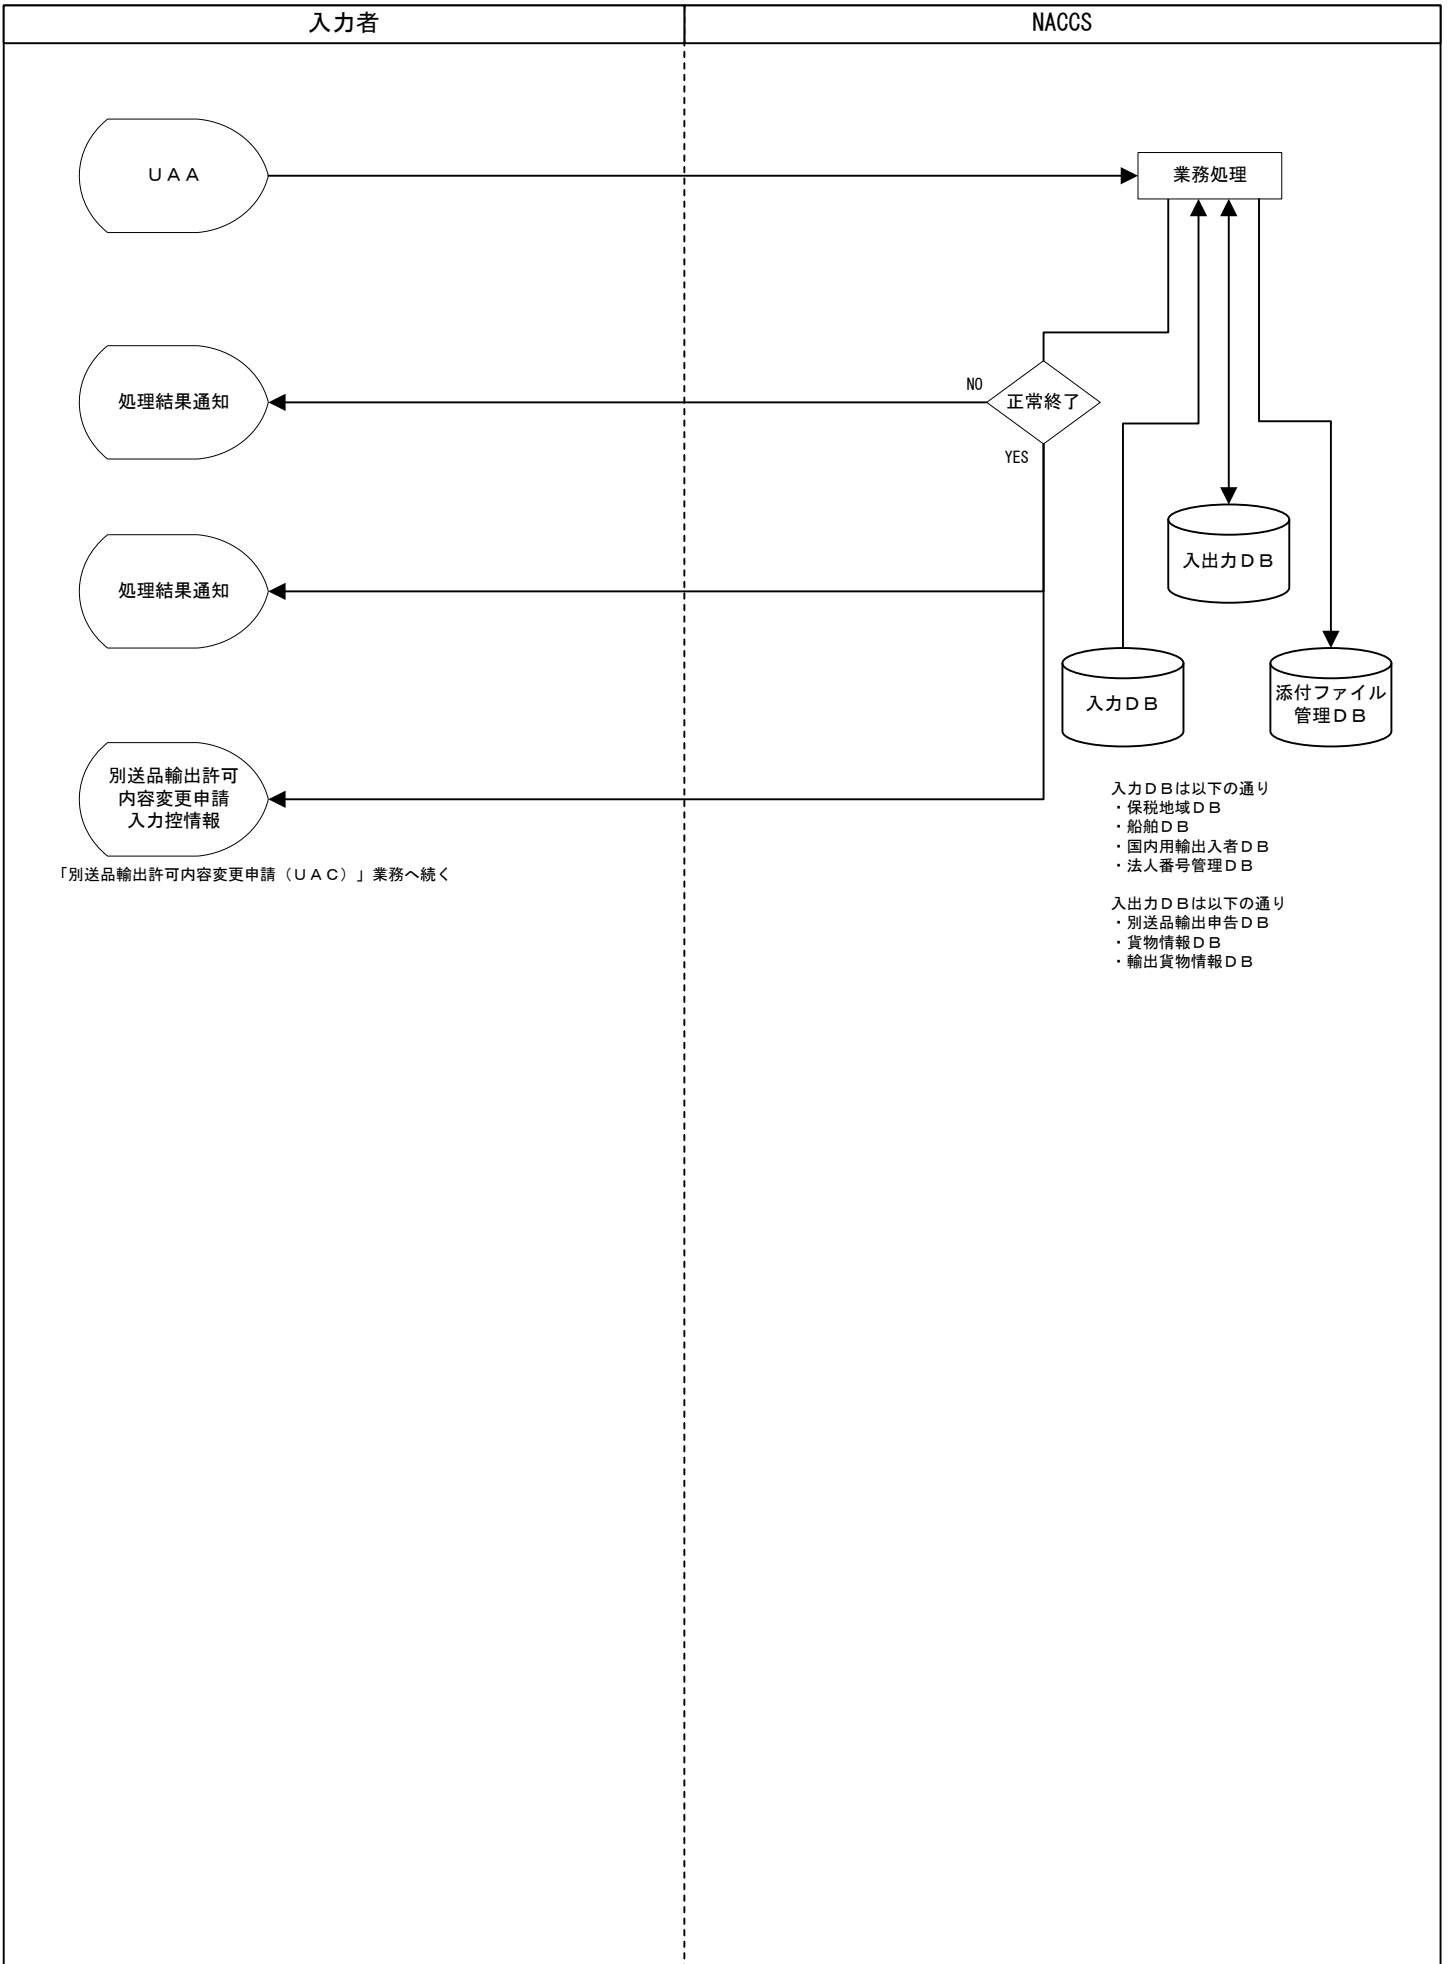 入力者
NACCS
ＵＡＡ
業務処理
処理結果通知
NO
正常終了
YES
入出力ＤＢ
処理結果通知
入力ＤＢ
添付ファイル
管理ＤＢ
別送品輸出許可
内容変更申請
入力控情報
「別送品輸出許可内容変更申請（ＵＡＣ）」業務へ続く
入力ＤＢは以下の通り
・保税地域ＤＢ
・船舶ＤＢ
・国内用輸出入者ＤＢ
・法人番号管理ＤＢ
入出力ＤＢは以下の通り
・別送品輸出申告ＤＢ
・貨物情報ＤＢ
・輸出貨物情報ＤＢ